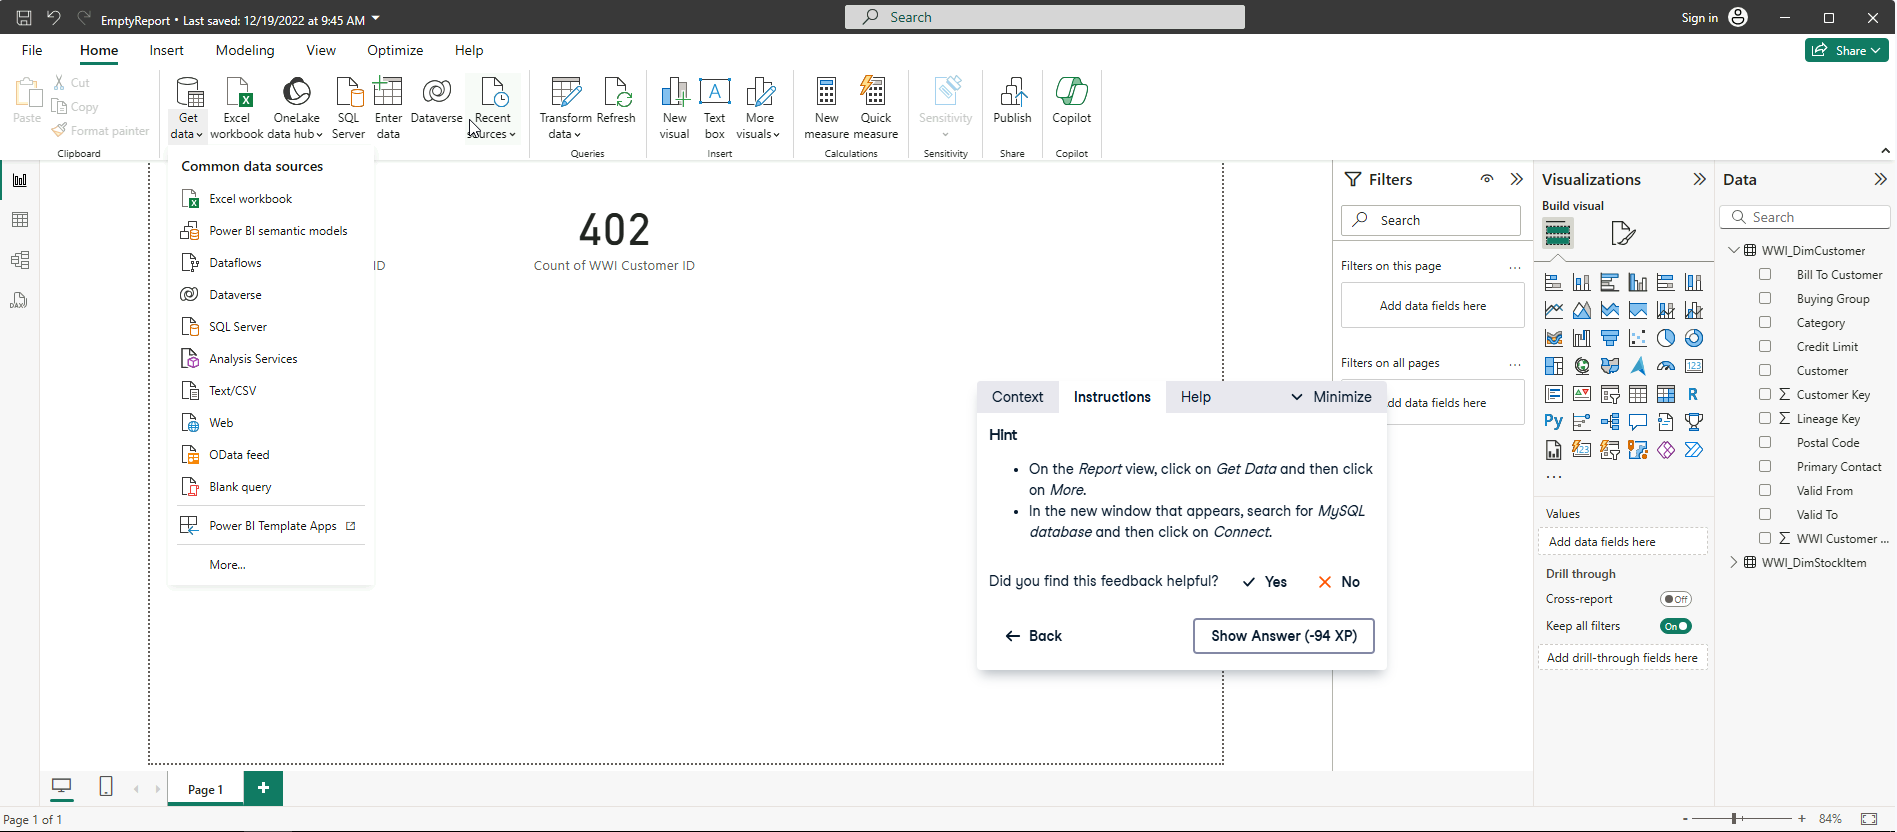 EmptyReport • Last saved: 12/19/2022 at 9:45 AM
Search
Sign in
File
Home
Insert
Modeling
View
Optimize
Help
Share
Paste
Cut
Copy
Format painter
Clipboard
Get
data
Excel
workbook
OneLake
data hub
SQL
Server
Enter
data
Dataverse
Recent
sources
Transform
data
Refresh
Queries
New
visual
Text
box
More
visuals
Insert
New
measure
Quick
measure
Calculations
Sensitivity
Sensitivity
Publish
Share
Copilot
Copilot
Common data sources
Excel workbook
Power BI semantic models
Dataflows
Dataverse
SQL Server
Analysis Services
Text/CSV
Web
OData feed
Blank query
Power BI Template Apps
More...
ID
402
Count of WWI Customer ID
Context
Instructions
Help
Minimize
Hint
• On the Report view, click on Get Data and then click
on More.
• In the new window that appears, search for MySQL
database and then click on Connect.
Did you find this feedback helpful?
Yes
No
Back
Show Answer (-94 XP)
Filters
Search
Filters on this page
...
Add data fields here
Filters on all pages
...
dd data fields here
Visualizations
Build visual
123
R
Py
123
...
Values
Add data fields here
Drill through
Cross-report
Off
Keep all filters
On
Add drill-through fields here
Data
Search
WWI_DimCustomer
Bill To Customer
Buying Group
Category
Credit Limit
Customer
Customer Key
Lineage Key
Postal Code
Primary Contact
Valid From
Valid To
WWI Customer ...
WWI_DimStockItem
DAX
A
Page 1
+
Page 1 of 1
- + 84%